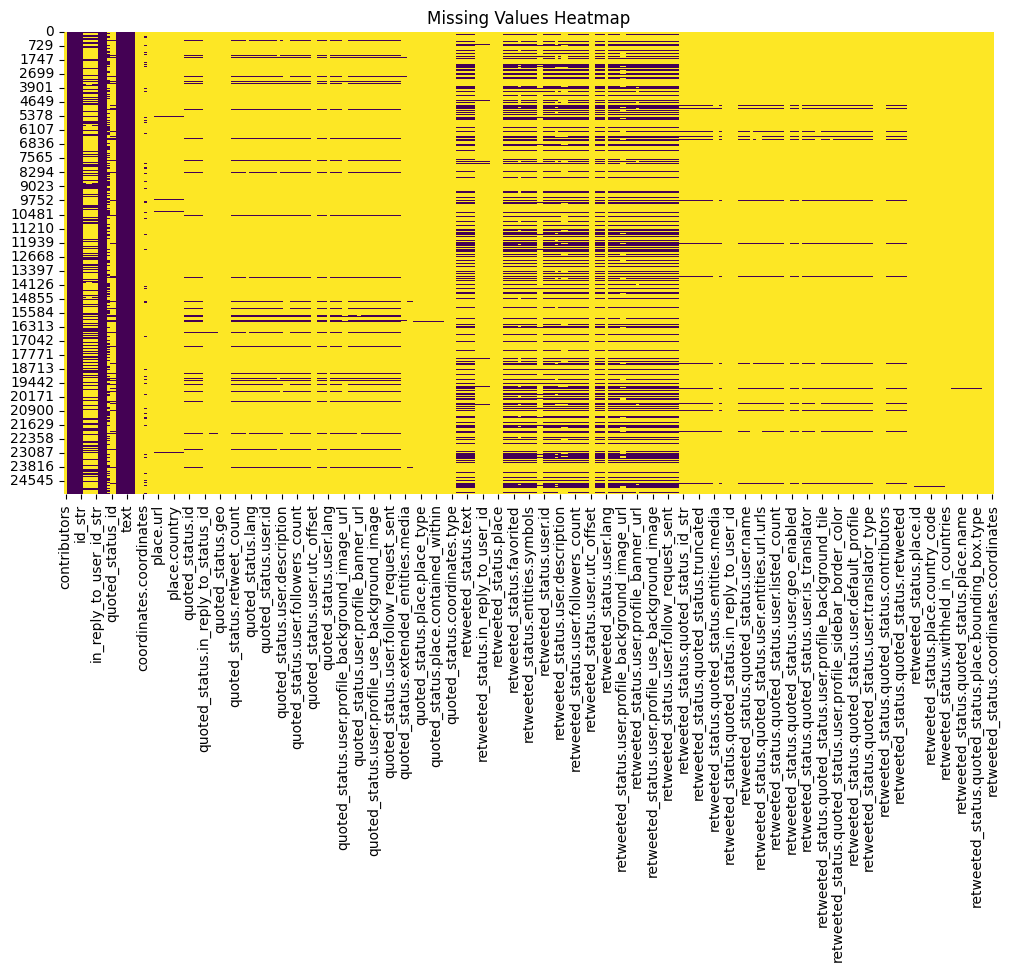 Missing Values Heatmap
0
729
1747
2699
3901
4649
5378
6107
6836
7565
8294
9023
9752
10481
11210
11939
12668
13397
14126
14855
15584
16313
17042
17771
18713
19442
20171
20900
21629
22358
23087
23816
24545
contributors
id_str
in_reply_to_user_id_str
quoted_status_id
text
coordinates.coordinates
place.url
place.country
quoted_status.id
quoted_status.in_reply_to_status_id
quoted_status.geo
quoted_status.retweet_count
quoted_status.lang
quoted_status.user.id
quoted_status.user.description
quoted_status.user.followers_count
quoted_status.user.utc_offset
quoted_status.user.lang
quoted_status.user.profile_background_image_url
quoted_status.user.profile_banner_url
quoted_status.user.profile_use_background_image
quoted_status.user.follow_request_sent
quoted_status.extended_entities.media
quoted_status.place.place_type
quoted_status.place.contained_within
quoted_status.coordinates.type
retweeted_status.text
retweeted_status.in_reply_to_user_id
retweeted_status.place
retweeted_status.favorited
retweeted_status.entities.symbols
retweeted_status.user.id
retweeted_status.user.description
retweeted_status.user.followers_count
retweeted_status.user.utc_offset
retweeted_status.user.lang
retweeted_status.user.profile_background_image_url
retweeted_status.user.profile_banner_url
retweeted_status.user.profile_use_background_image
retweeted_status.user.follow_request_sent
retweeted_status.quoted_status_id_str
retweeted_status.quoted_status.truncated
retweeted_status.quoted_status.entities.media
retweeted_status.quoted_status.in_reply_to_user_id
retweeted_status.quoted_status.user.name
retweeted_status.quoted_status.user.entities.url.urls
retweeted_status.quoted_status.user.listed_count
retweeted_status.quoted_status.user.geo_enabled
retweeted_status.quoted_status.user.is_translator
retweeted_status.quoted_status.user.profile_background_tile
retweeted_status.quoted_status.user.profile_sidebar_border_color
retweeted_status.quoted_status.user.default_profile
retweeted_status.quoted_status.user.translator_type
retweeted_status.quoted_status.contributors
retweeted_status.quoted_status.retweeted
retweeted_status.place.id
retweeted_status.place.country_code
retweeted_status.withheld_in_countries
retweeted_status.quoted_status.place.name
retweeted_status.quoted_status.place.bounding_box.type
retweeted_status.coordinates.coordinates